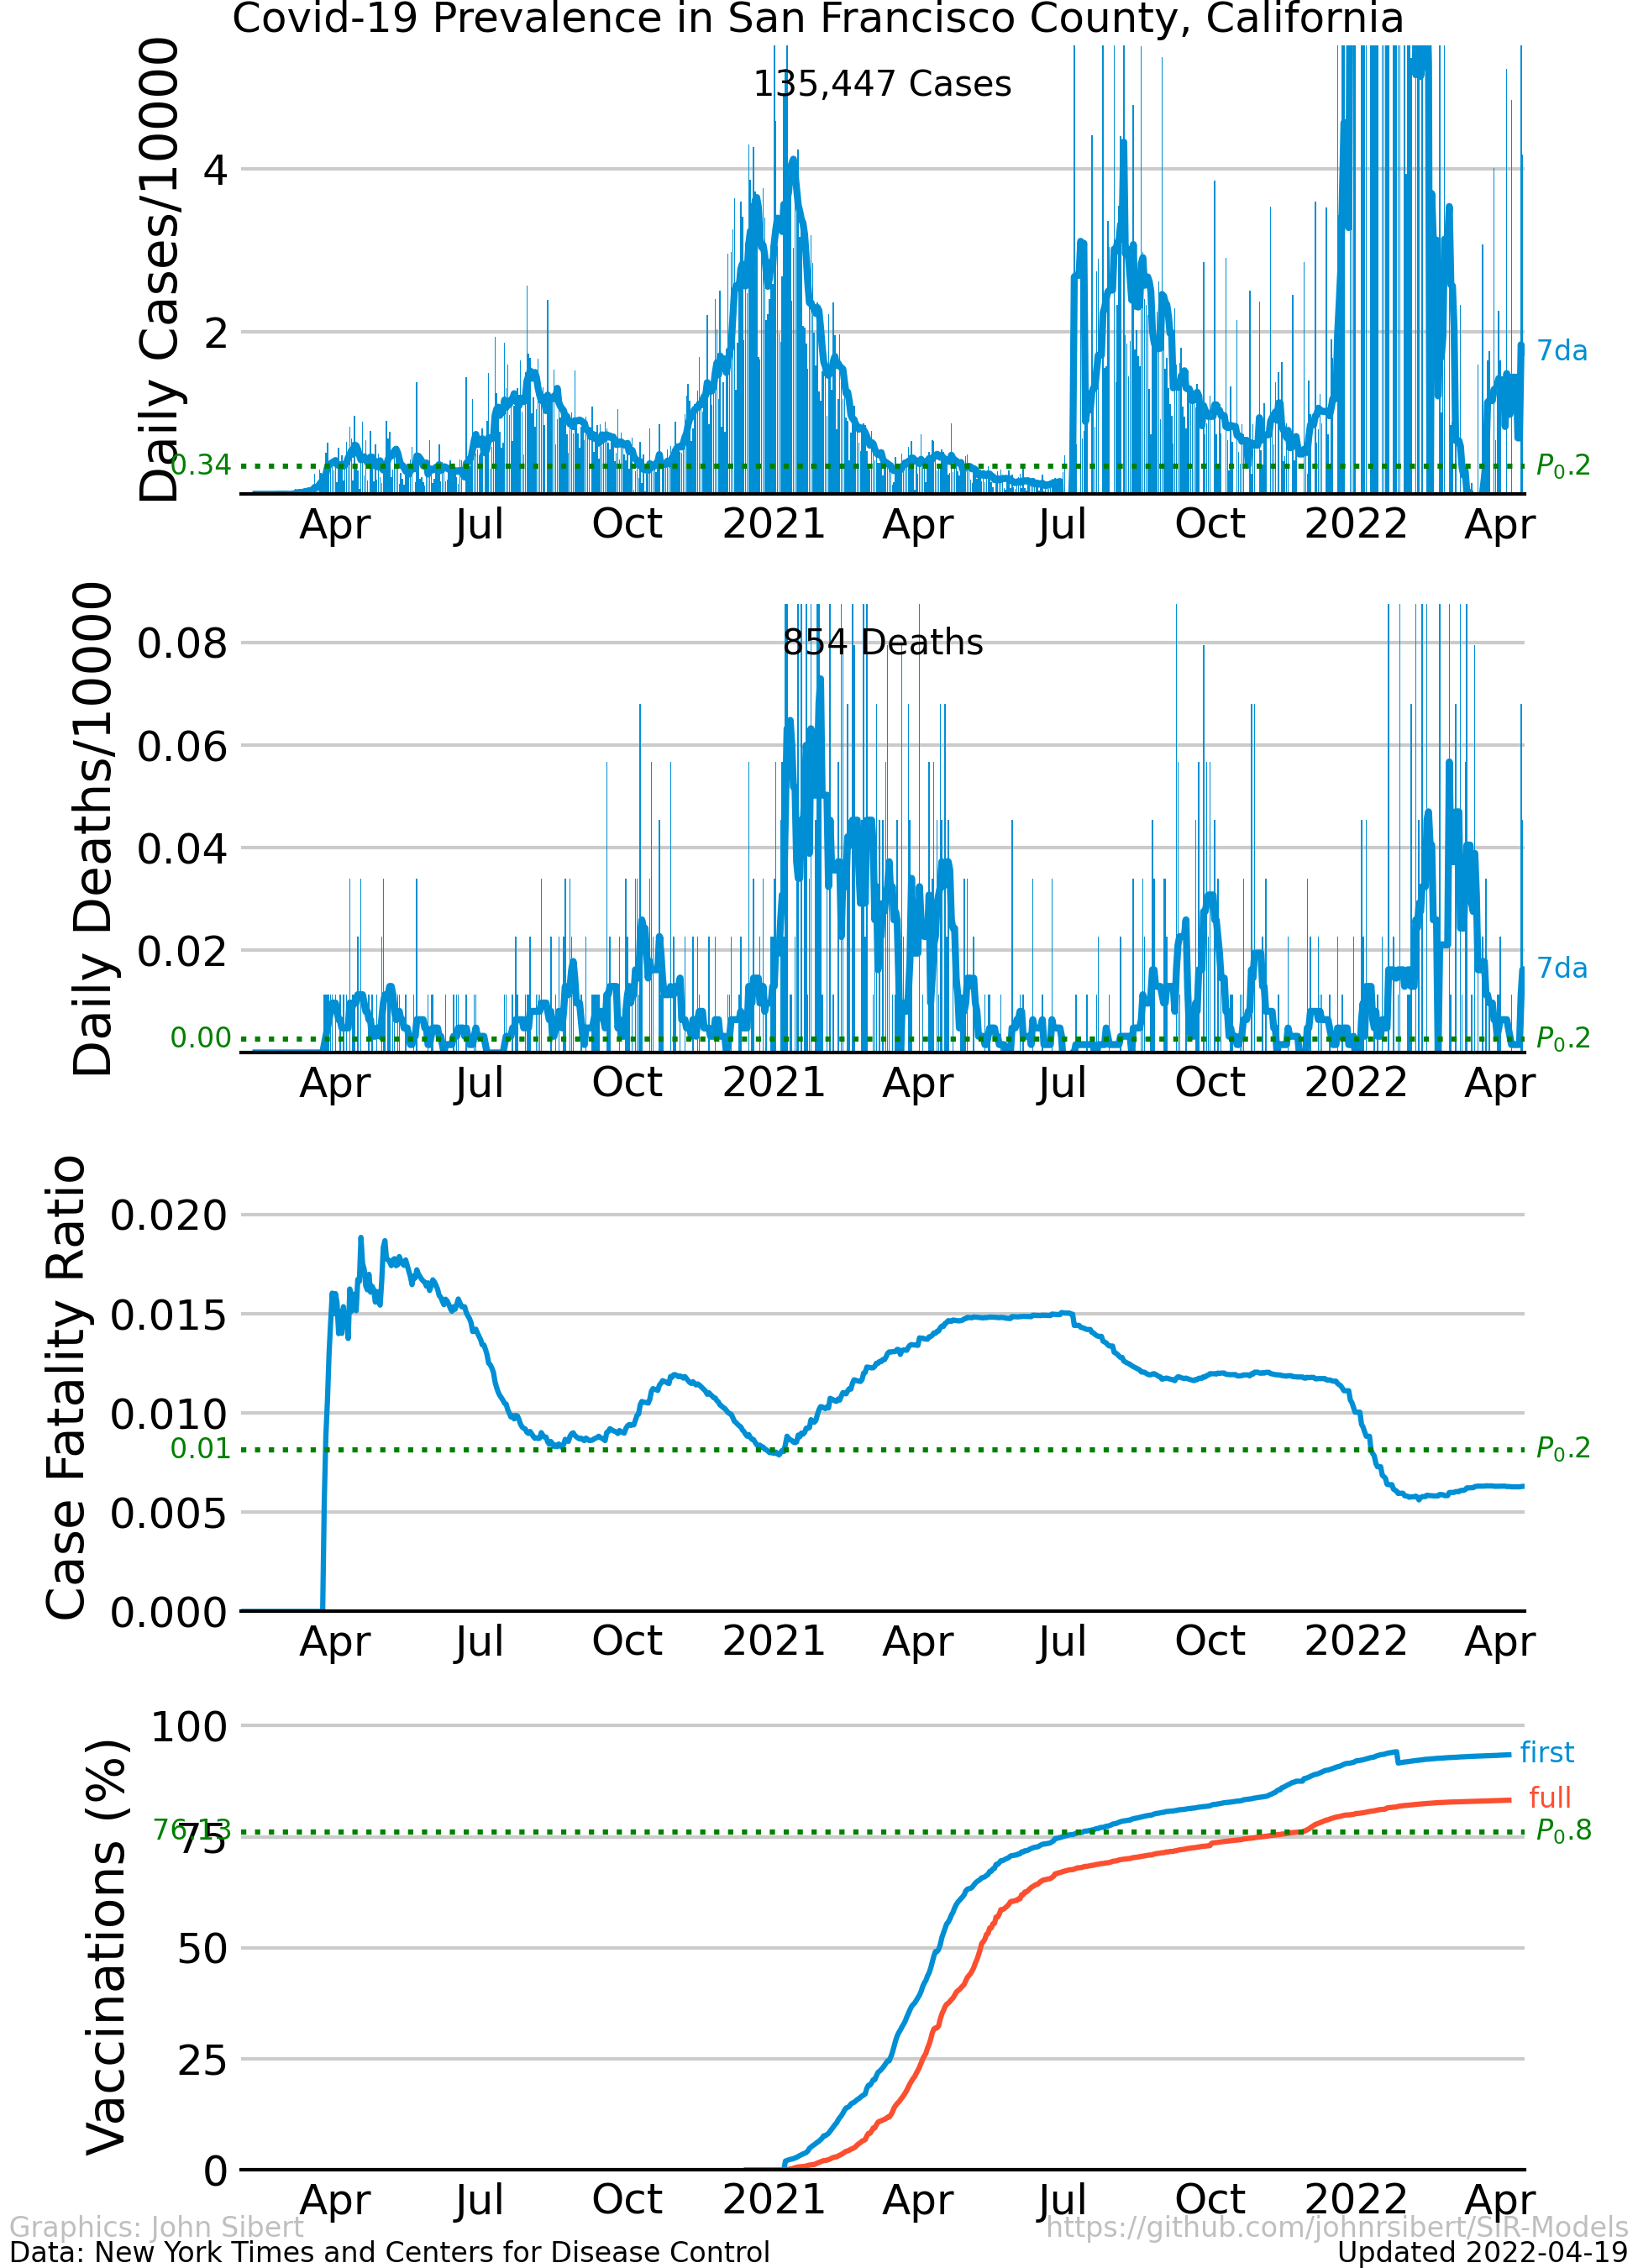 Covid-19 Prevalence in San Francisco County, California
Daily Cases/10000
135,447 Cases
4
2
0.34
7da
P0.2
Apr Jul Oct 2021 Apr Jul Oct 2022 Apr
Daily Deaths/10000
854 Deaths
0.08
0.06
0.04
0.02
0.00
7da
P0.2
Apr Jul Oct 2021 Apr Jul Oct 2022 Apr
Case Fatality Ratio
0.020
0.015
0.010
0.01
0.005
0.000
P0.2
Apr Jul Oct 2021 Apr Jul Oct 2022 Apr
Vaccinations (%)
100
76.13
75
50
25
0
first
full
P0.8
Apr Jul Oct 2021 Apr Jul Oct 2022 Apr
Graphics: John Sibert
https://github.com/johnrsibert/SIR-Models
Data: New York Times and Centers for Disease Control
Updated 2022-04-19